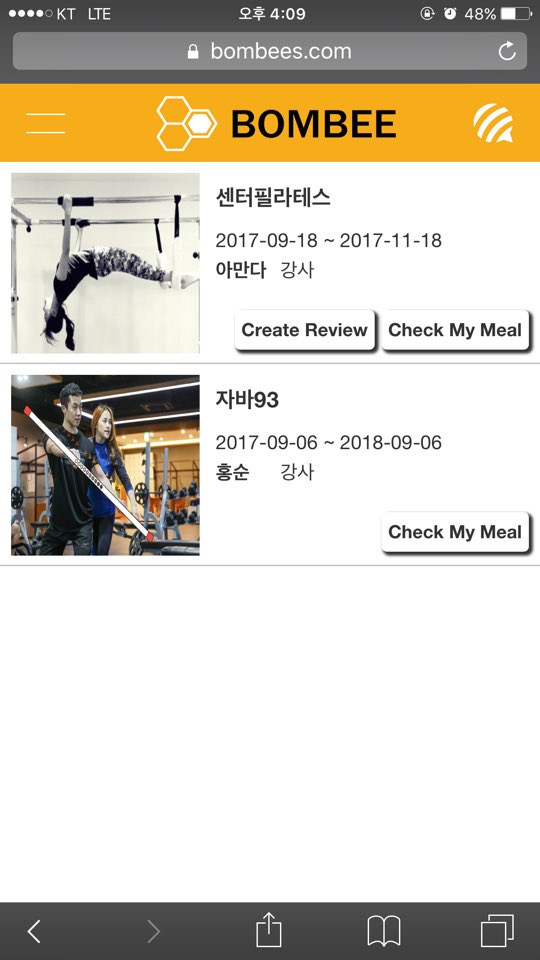 KT LTE 오후 4:09 48%
bombees.com
BOMBEE
센터필라테스
2017-09-18 ~ 2017-11-18
아만다 강사
Create Review Check My Meal
자바93
2017-09-06 ~ 2018-09-06
홍순 강사
Check My Meal